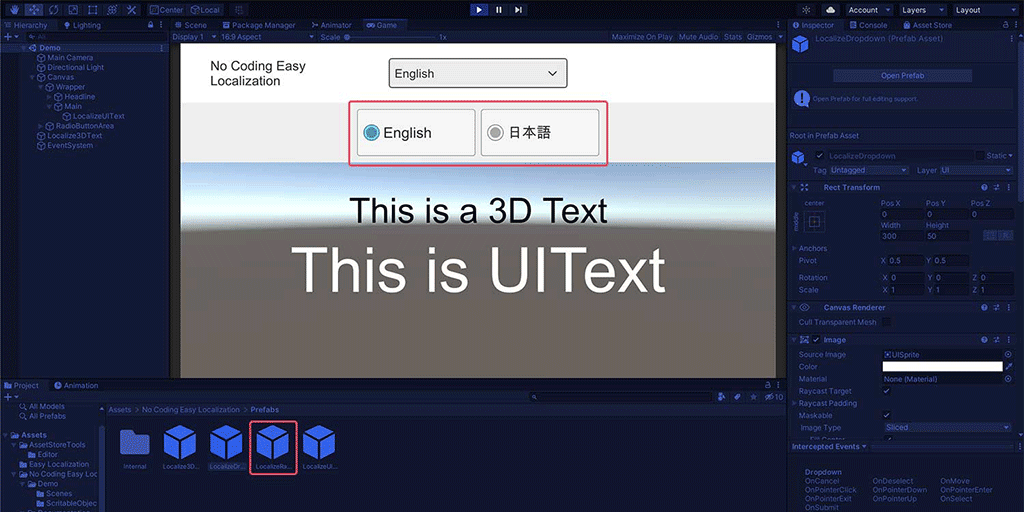 Center Local
Account Layers Layout
Hierarchy Lighting
Scene Package Manager Animator Game
Inspector Console Asset Store
All
Display 1 16:9 Aspect Scale 1x Maximize On Play Mute Audio Stats Gizmos
Demo
Main Camera
Directional Light
Canvas
Wrapper
Headline
Main
LocalizeUIText
RadioButtonArea
Localize3DText
EventSystem
No Coding Easy
Localization
English
English
日本語
This is a 3D Text
This is UIText
LocalizeDropdown (Prefab Asset)
Open Prefab
Open Prefab for full editing support
Root in Prefab Asset
LocalizeDropdown Static
Tag Untagged Layer UI
Rect Transform
center Pos X Pos Y Pos Z
middle
0 0 0
Width Height
300 50
Anchors
Pivot X 0.5 Y 0.5
Rotation X 0 Y 0 Z 0
Scale X 1 Y 1 Z 1
Canvas Renderer
Cull Transparent Mesh
Image
Source Image UISprite
Color
Material None (Material)
Raycast Target
Raycast Padding
Maskable
Image Type Sliced
Fill Center
Intercepted Events
Dropdown
OnCancel OnDeselect OnMove
OnPointerClick OnPointerDown OnPointerEnter
OnPointerExit OnPointerUp OnSelect
OnSubmit
Project Animation
10
All Models
All Prefabs
Assets
AssetStoreTools
Editor
Easy Localization
No Coding Easy Loc
Demo
Scenes
ScritableObjec
Assets > No Coding Easy Localization > Prefabs
Internal Localize3D... LocalizeDr... LocalizeRa... LocalizeUI...